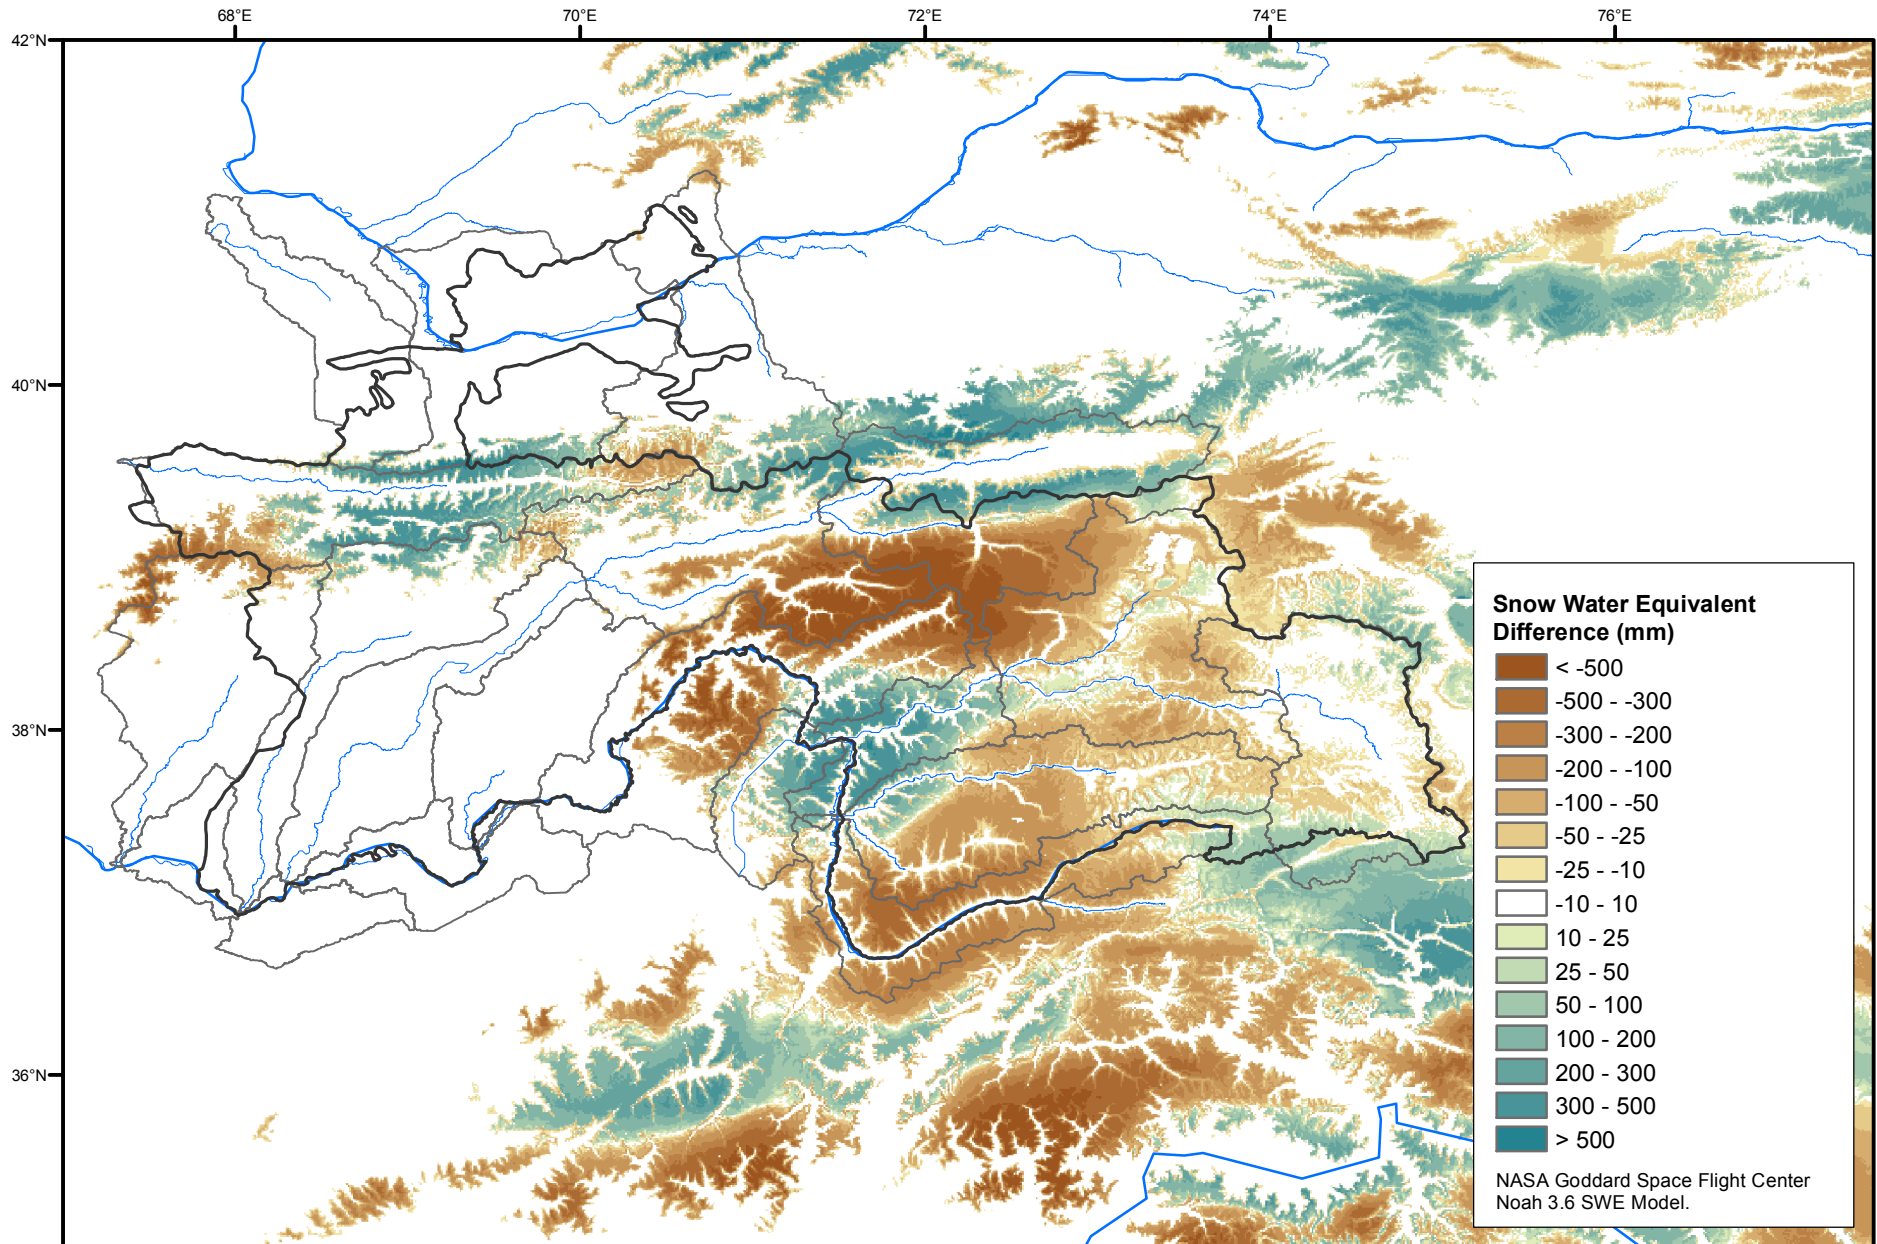 68°E
70°E
72°E
74°E
76°E
42°N
40°N
38°N
36°N
Snow Water Equivalent
Difference (mm)
< -500
-500 - -300
-300 - -200
-200 - -100
-100 - -50
-50 - -25
-25 - -10
-10 - 10
10 - 25
25 - 50
50 - 100
100 - 200
200 - 300
300 - 500
> 500
NASA Goddard Space Flight Center
Noah 3.6 SWE Model.